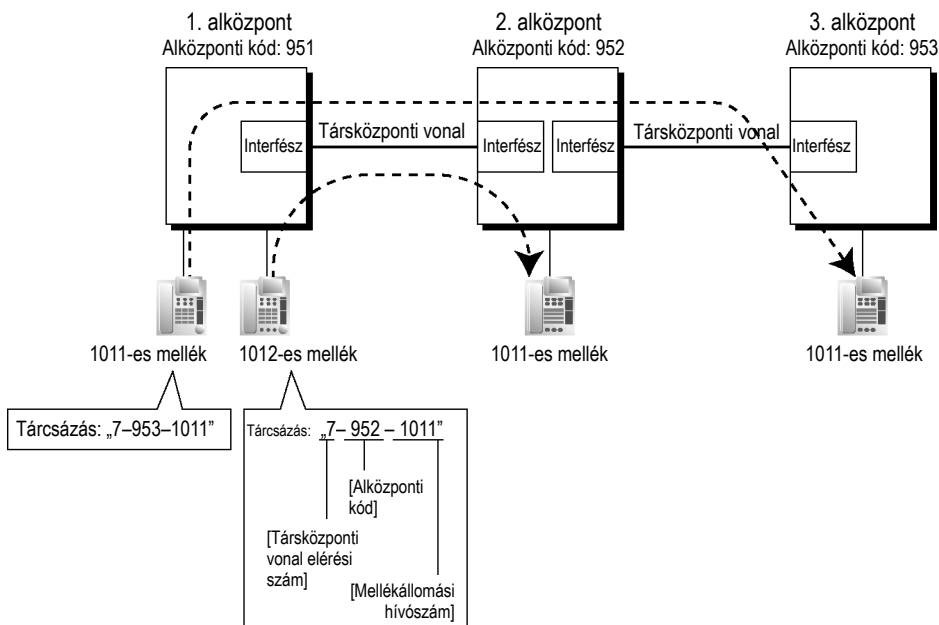 1. alközpont
Alközponti kód: 951
2. alközpont
Alközponti kód: 952
3. alközpont
Alközponti kód: 953
Interfész
Társközponti vonal
Interfész
Interfész
Társközponti vonal
Interfész
1011-es mellék
1012-es mellék
1011-es mellék
1011-es mellék
Tárcsázás: „7–953–1011”
Tárcsázás: „7– 952 – 1011”
[Alközponti
kód]
[Társközponti
vonal elérési
szám]
[Mellékállomási
hívószám]